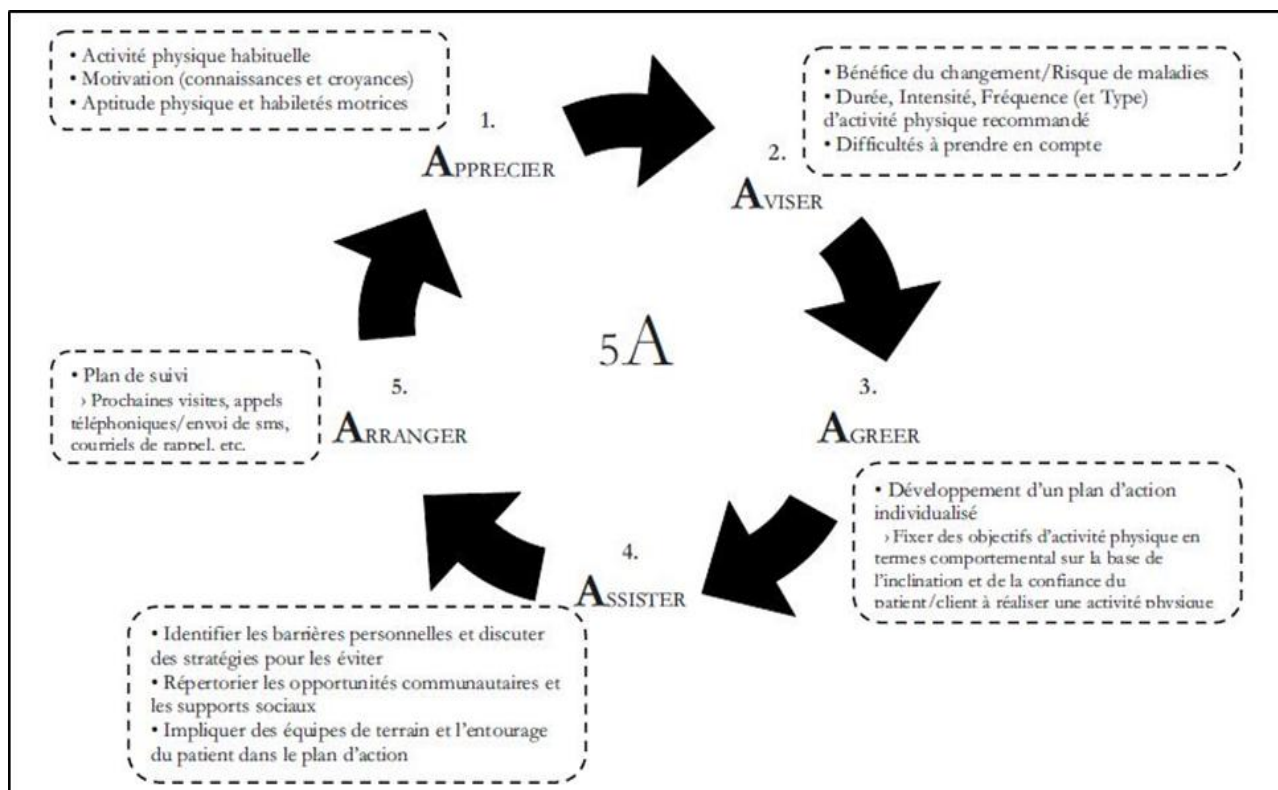 • Activité physique habituelle
• Motivation (connaissances et croyances)
• Aptitude physique et habiletés motrices
1.
APPRECIER
• Bénéfice du changement/Risque de maladies
• Durée, Intensité, Fréquence (et Type)
d'activité physique recommandé
• Difficultés à prendre en compte
2.
AVISER
5A
3.
AGREER
• Développement d'un plan d'action
individualisé
› Fixer des objectifs d'activité physique en
termes comportemental sur la base de
l'inclination et de la confiance du
patient/client à réaliser une activité physique
4.
ASSISTER
• Identifier les barrières personnelles et discuter
des stratégies pour les éviter
• Répertorier les opportunités communautaires et
les supports sociaux
• Impliquer des équipes de terrain et l'entourage
du patient dans le plan d'action
5.
ARRANGER
• Plan de suivi
› Prochaines visites, appels
téléphoniques/envoi de sms,
courriels de rappel, etc.